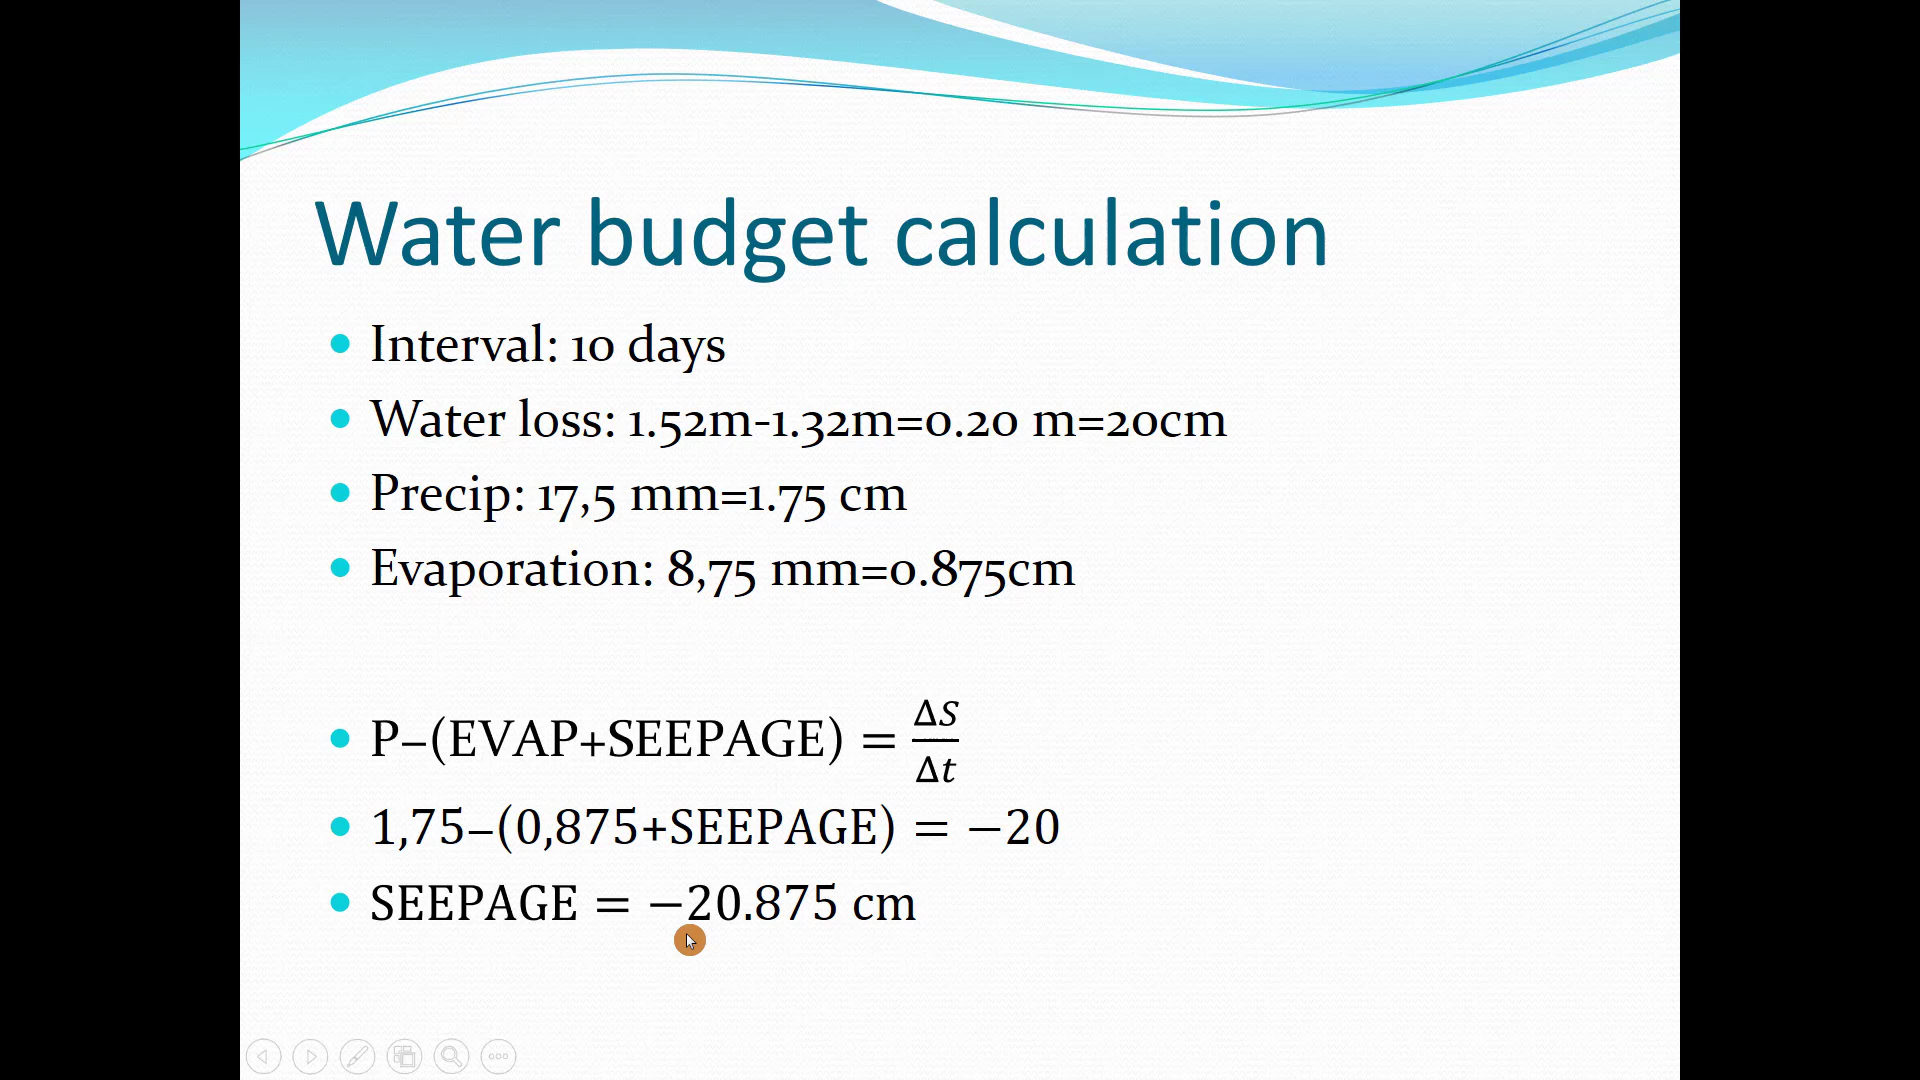 Water budget calculation
Interval: 10 days
Water loss: 1.52m-1.32m=0.20 m=20cm
Precip: 17,5 mm=1.75 cm
Evaporation: 8,75 mm=0.875cm
P–(EVAP+SEEPAGE) = ΔS/Δt
1,75–(0,875+SEEPAGE) = −20
SEEPAGE = −20.875 cm